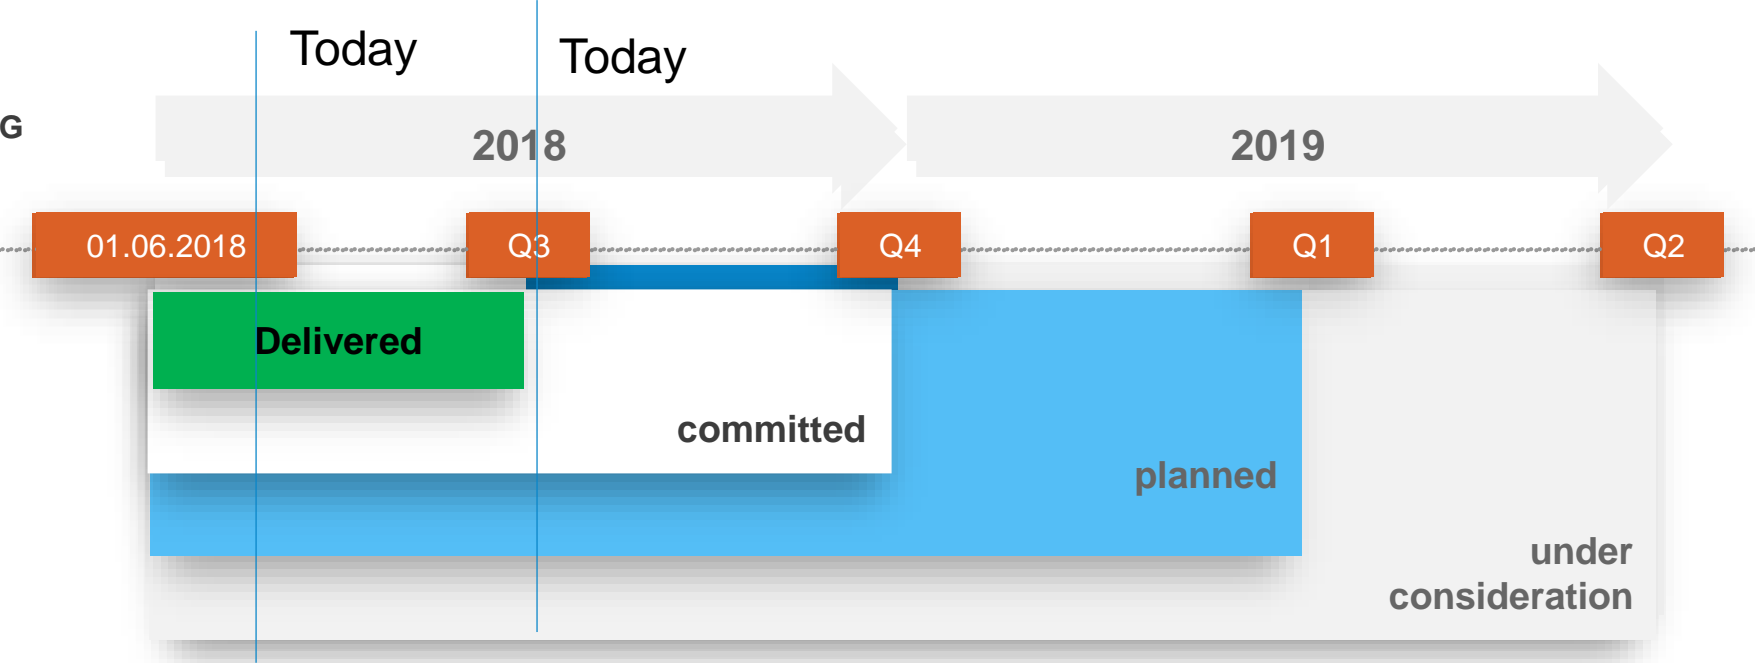 Today
Today
G
2018
2019
01.06.2018
Q3
Q4
Q1
Q2
Delivered
committed
planned
under
consideration